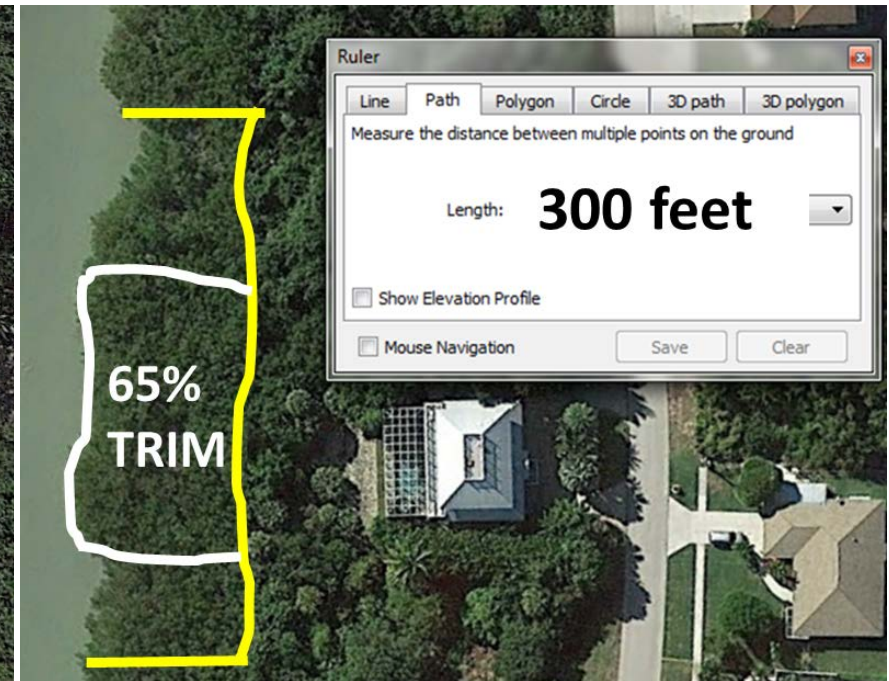 Ruler
Line Path Polygon Circle 3D path 3D polygon
Measure the distance between multiple points on the ground
Length: 300 feet
Show Elevation Profile
Mouse Navigation Save Clear
65%
TRIM